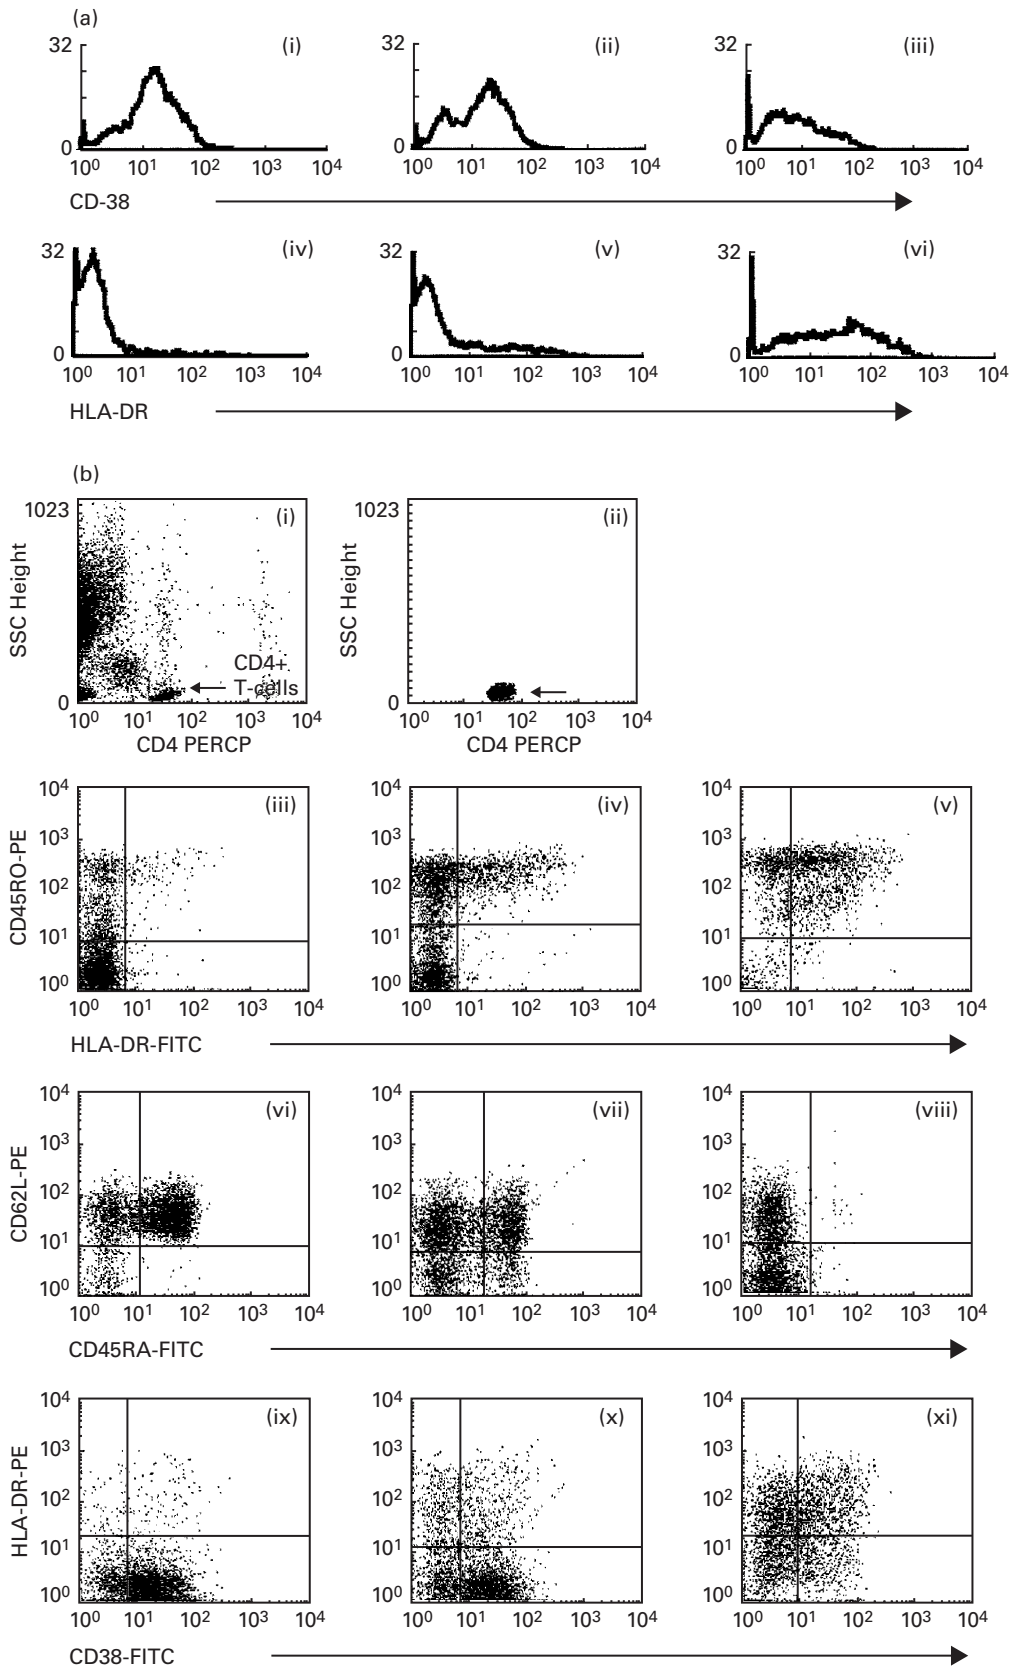 (a)
32 (i) 32 (ii) 32 (iii)
0 0 0
10⁰ 10¹ 10² 10³ 10⁴ 10⁰ 10¹ 10² 10³ 10⁴ 10⁰ 10¹ 10² 10³ 10⁴
CD-38
32 (iv) 32 (v) 32 (vi)
0 0 0
10⁰ 10¹ 10² 10³ 10⁴ 10⁰ 10¹ 10² 10³ 10⁴ 10⁰ 10¹ 10² 10³ 10⁴
HLA-DR
(b)
1023 (i) 1023 (ii)
SSC Height SSC Height
CD4+
T-cells
0 0
10⁰ 10¹ 10² 10³ 10⁴ 10⁰ 10¹ 10² 10³ 10⁴
CD4 PERCP CD4 PERCP
10⁴ (iii) 10⁴ (iv) 10⁴ (v)
10³ 10³ 10³
CD45RO-PE
10² 10² 10²
10¹ 10¹ 10¹
10⁰ 10⁰ 10⁰
10⁰ 10¹ 10² 10³ 10⁴ 10⁰ 10¹ 10² 10³ 10⁴ 10⁰ 10¹ 10² 10³ 10⁴
HLA-DR-FITC
10⁴ (vi) 10⁴ (vii) 10⁴ (viii)
10³ 10³ 10³
CD62L-PE
10² 10² 10²
10¹ 10¹ 10¹
10⁰ 10⁰ 10⁰
10⁰ 10¹ 10² 10³ 10⁴ 10⁰ 10¹ 10² 10³ 10⁴ 10⁰ 10¹ 10² 10³ 10⁴
CD45RA-FITC
10⁴ (ix) 10⁴ (x) 10⁴ (xi)
10³ 10³ 10³
HLA-DR-PE
10² 10² 10²
10¹ 10¹ 10¹
10⁰ 10⁰ 10⁰
10⁰ 10¹ 10² 10³ 10⁴ 10⁰ 10¹ 10² 10³ 10⁴ 10⁰ 10¹ 10² 10³ 10⁴
CD38-FITC